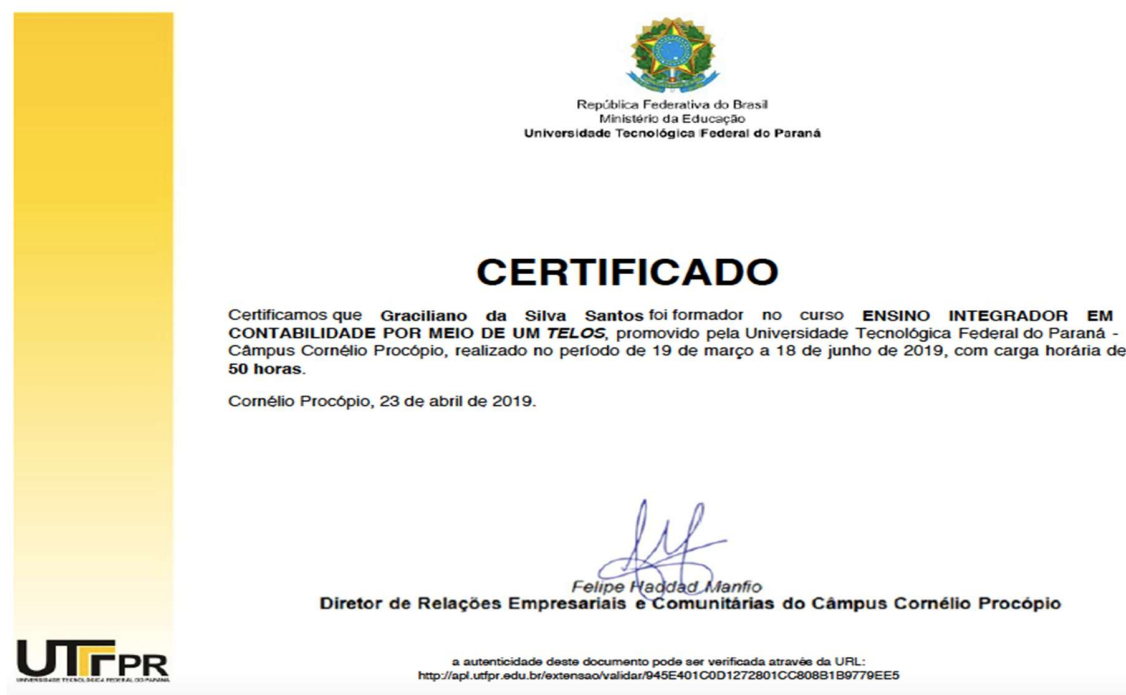 República Federativa do Brasil
Ministério da Educação
Universidade Tecnológica Federal do Paraná
CERTIFICADO
Certificamos que Graciliano da Silva Santos foi formador no curso ENSINO INTEGRADOR EM
CONTABILIDADE POR MEIO DE UM TELOS, promovido pela Universidade Tecnológica Federal do Paraná -
Câmpus Cornélio Procópio, realizado no período de 19 de março a 18 de junho de 2019, com carga horária de
50 horas.
Cornélio Procópio, 23 de abril de 2019.
Felipe Haddad Manfio
Diretor de Relações Empresariais e Comunitárias do Câmpus Cornélio Procópio
UTFPR
UNIVERSIDADE TECNOLÓGICA FEDERAL DO PARANÁ
a autenticidade deste documento pode ser verificada através da URL:
http://apl.utfpr.edu.br/extensao/validar/945E401C0D1272801CC808B1B9779EE5